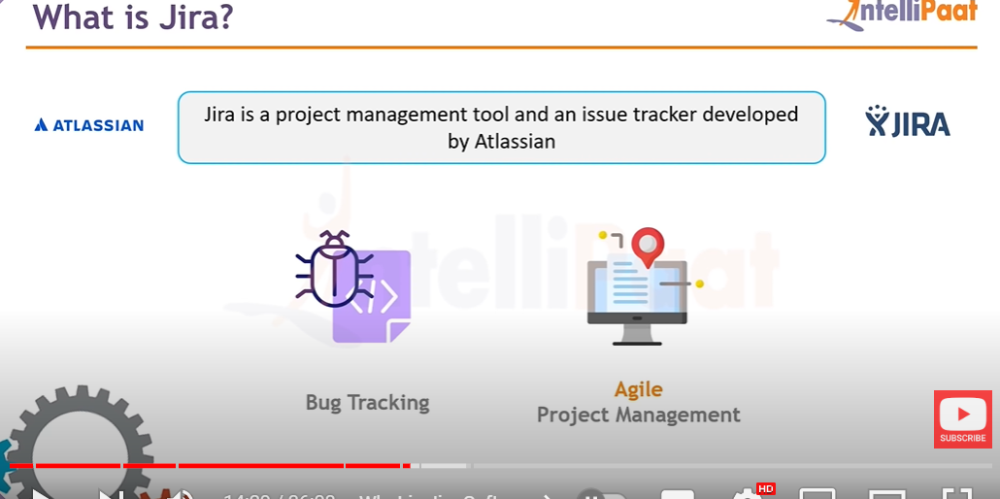 What is Jira?
IntelliPaat
ATLASSIAN
Jira is a project management tool and an issue tracker developed
by Atlassian
JIRA
IntelliPaat
Bug Tracking
Agile
Project Management
SUBSCRIBE
HD